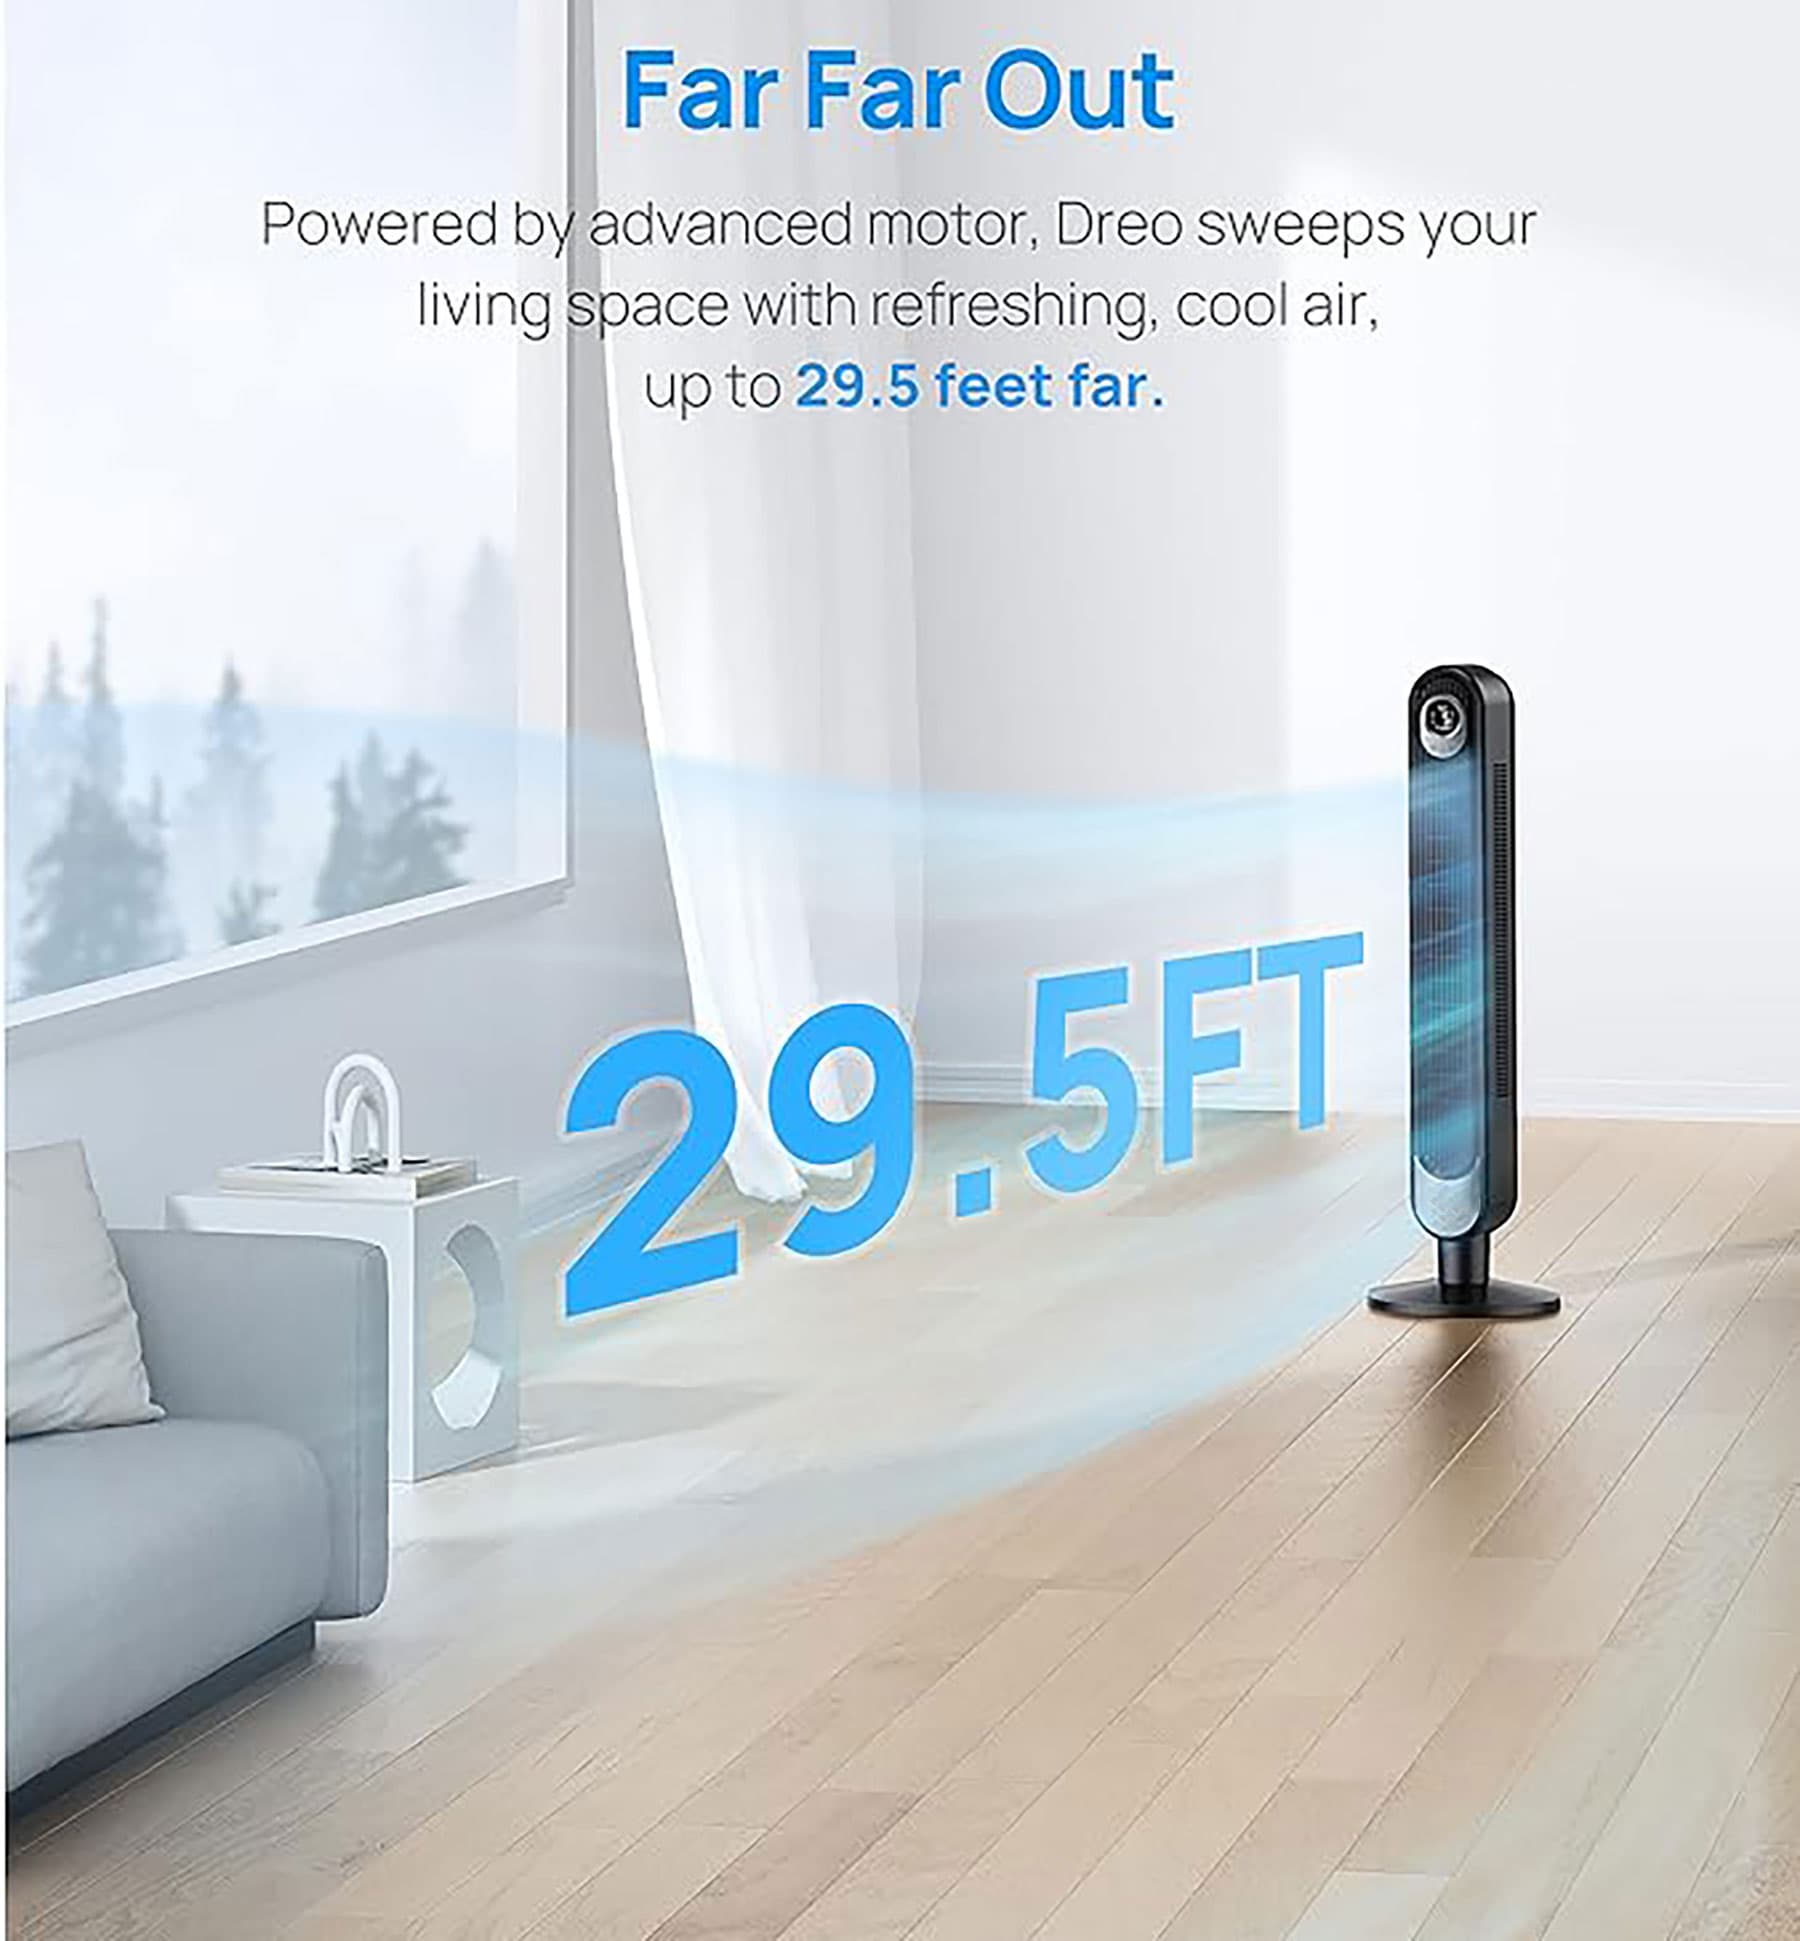 Far Far Out
Powered by advanced motor, Dreo sweeps your
living space with refreshing, cool air,
up to 29.5 feet far.
29.5FT